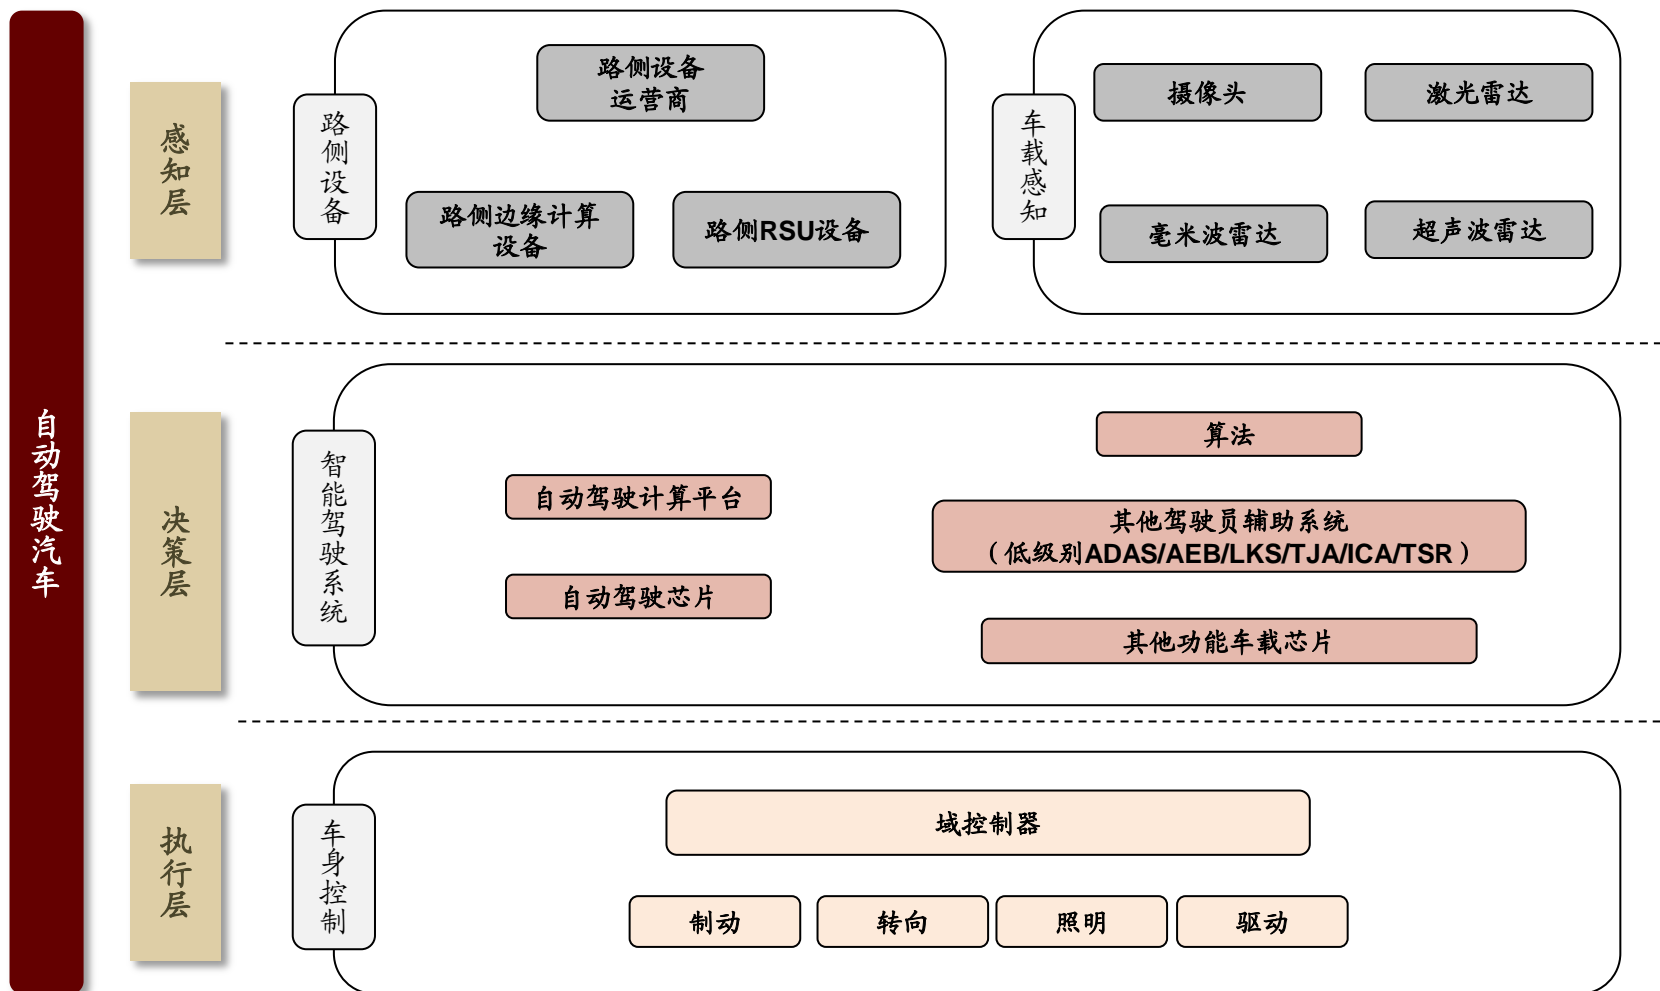 自动驾驶汽车
感知层
路侧设备
路侧设备
运营商
路侧边缘计算
设备
路侧RSU设备
车载感知
摄像头
激光雷达
毫米波雷达
超声波雷达
决策层
智能驾驶系统
自动驾驶计算平台
自动驾驶芯片
算法
其他驾驶员辅助系统
（低级别ADAS/AEB/LKS/TJA/ICA/TSR）
其他功能车载芯片
执行层
车身控制
域控制器
制动
转向
照明
驱动